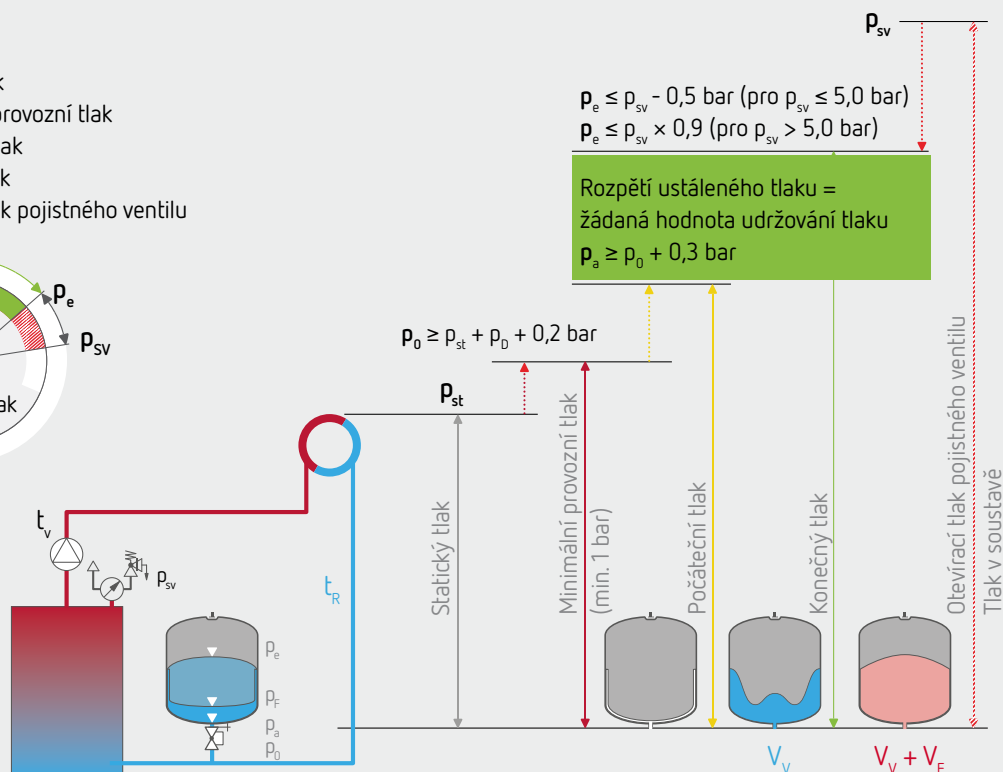 p_sv
k
rovozní tlak
ak
k
k pojistného ventilu
p_e ≤ p_sv - 0,5 bar (pro p_sv ≤ 5,0 bar)
p_e ≤ p_sv × 0,9 (pro p_sv > 5,0 bar)
Rozpětí ustáleného tlaku =
žádaná hodnota udržování tlaku
p_a ≥ p_0 + 0,3 bar
p_e
p_sv
ak
p_0 ≥ p_st + p_D + 0,2 bar
p_st
t_v
p_sv
t_R
p_e
p_F
p_a
p_0
Statický tlak
Minimální provozní tlak
(min. 1 bar)
Počáteční tlak
Konečný tlak
Otevírací tlak pojistného ventilu
Tlak v soustavě
V_V
V_V + V_F